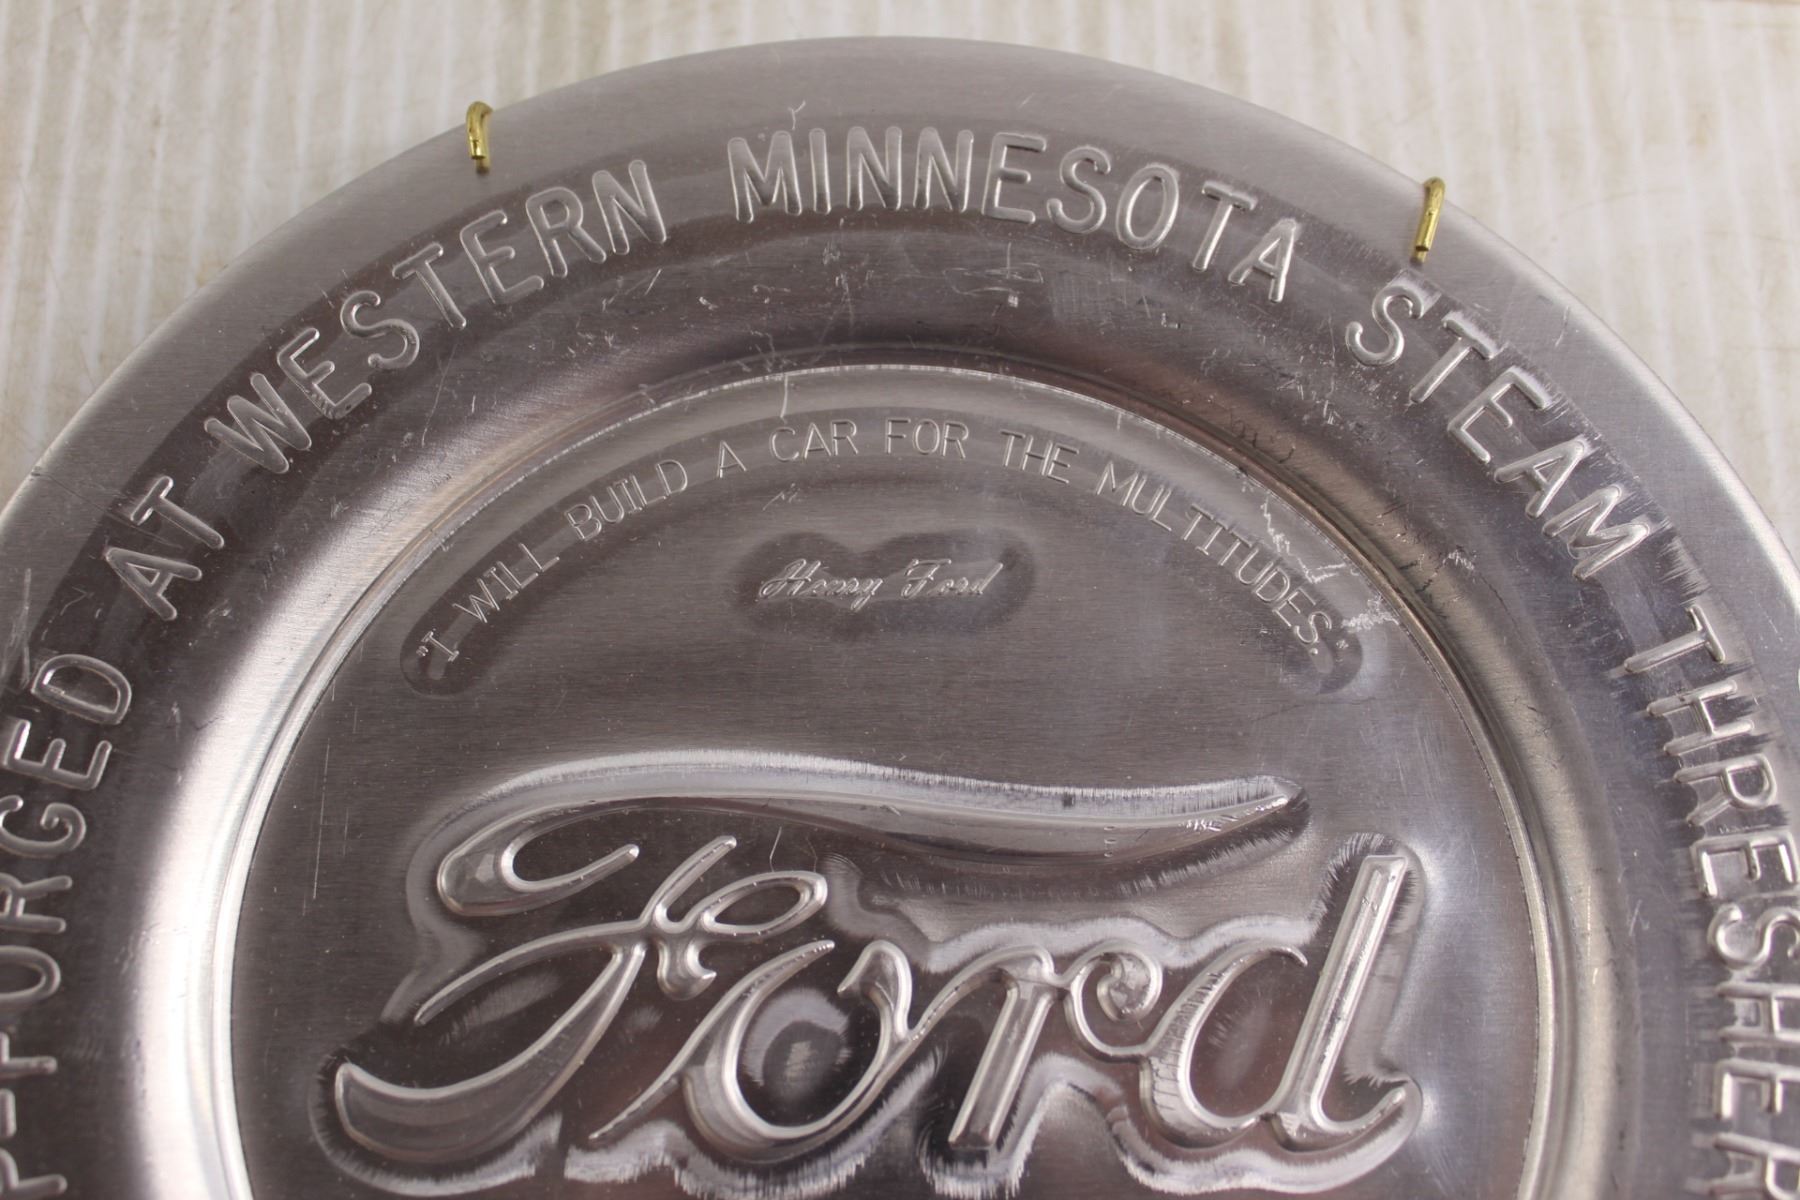 FORGED AT WESTERN MINNESOTA STEAM THRESHER
"I WILL BUILD A CAR FOR THE MULTITUDES."
Henry Ford
Ford